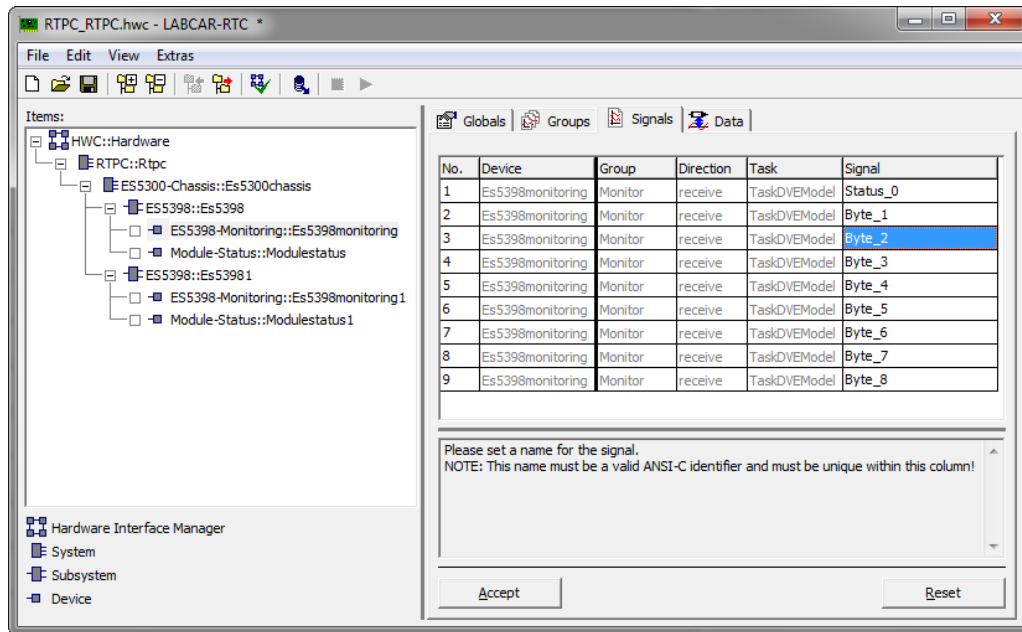 RTPC_RTPC.hwc - LABCAR-RTC *
File Edit View Extras
Items:
HWC::Hardware
RTPC::Rtpc
ES5300-Chassis::Es5300chassis
ES5398::Es5398
ES5398-Monitoring::Es5398monitoring
Module-Status::Modulestatus
ES5398::Es53981
ES5398-Monitoring::Es5398monitoring1
Module-Status::Modulestatus1
Hardware Interface Manager
System
Subsystem
Device
Globals Groups Signals Data
No. Device Group Direction Task Signal
1 Es5398monitoring Monitor receive TaskDVEModel Status_0
2 Es5398monitoring Monitor receive TaskDVEModel Byte_1
3 Es5398monitoring Monitor receive TaskDVEModel Byte_2
4 Es5398monitoring Monitor receive TaskDVEModel Byte_3
5 Es5398monitoring Monitor receive TaskDVEModel Byte_4
6 Es5398monitoring Monitor receive TaskDVEModel Byte_5
7 Es5398monitoring Monitor receive TaskDVEModel Byte_6
8 Es5398monitoring Monitor receive TaskDVEModel Byte_7
9 Es5398monitoring Monitor receive TaskDVEModel Byte_8
Please set a name for the signal.
NOTE: This name must be a valid ANSI-C identifier and must be unique within this column!
Accept Reset